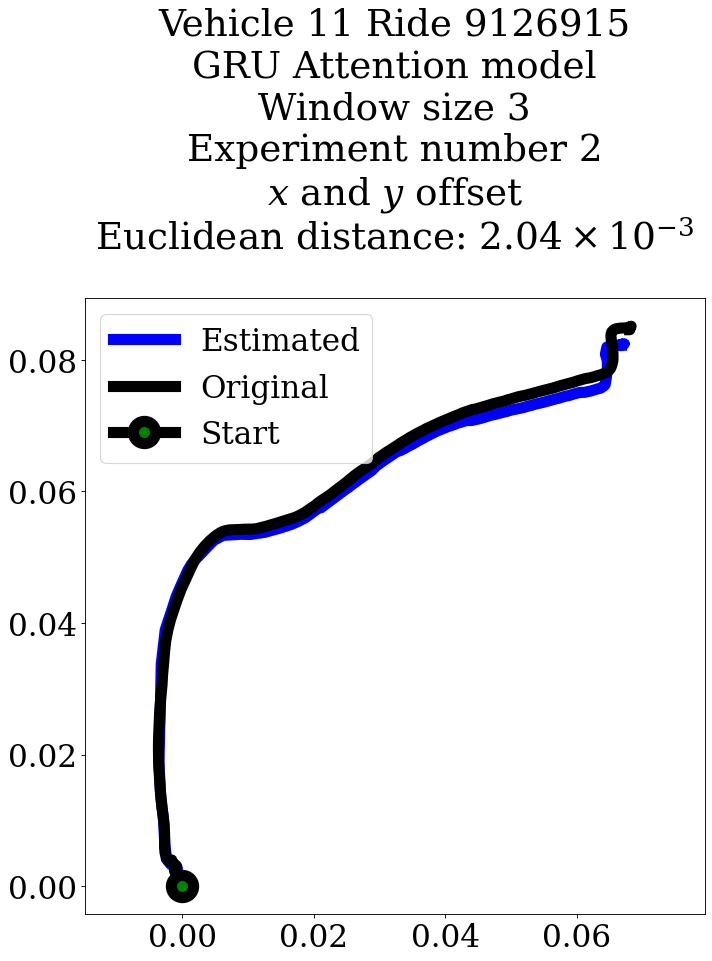 Vehicle 11 Ride 9126915
GRU Attention model
Window size 3
Experiment number 2
x and y offset
Euclidean distance: 2.04 × 10⁻³
Estimated
Original
Start
0.08
0.06
0.04
0.02
0.00
0.00 0.02 0.04 0.06